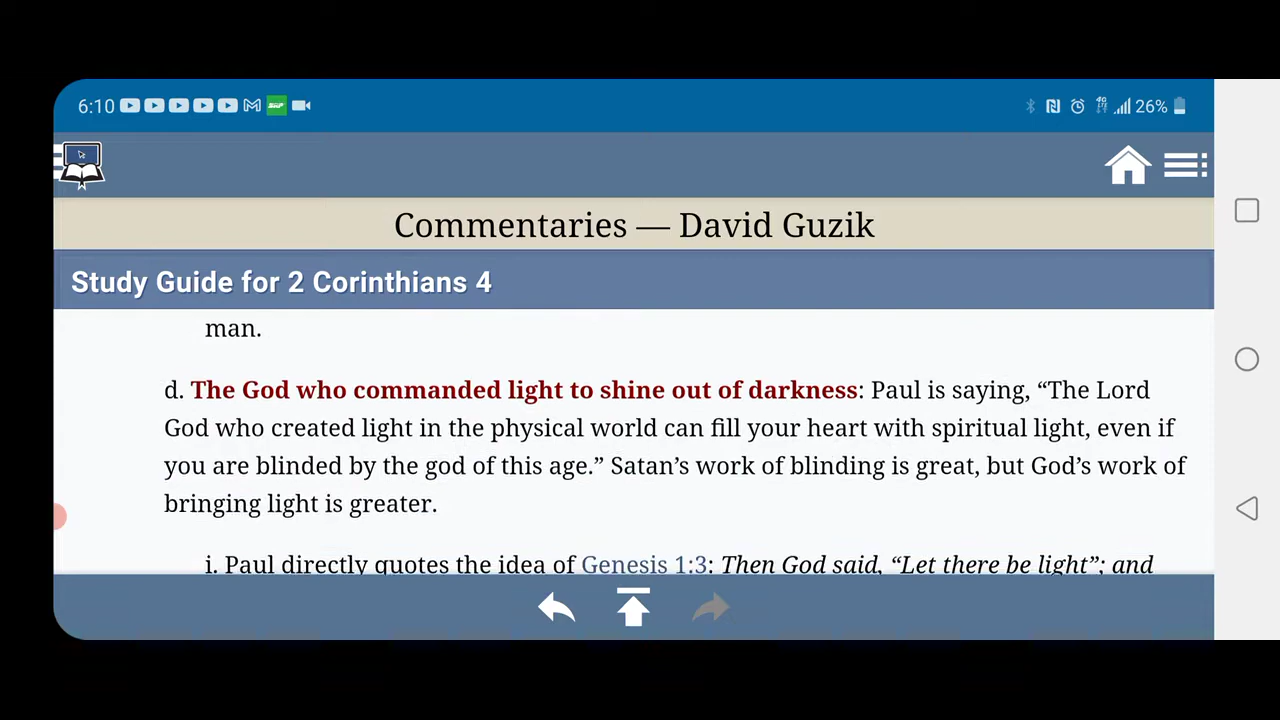 6:10 26%
Commentaries — David Guzik
Study Guide for 2 Corinthians 4
man.
d. The God who commanded light to shine out of darkness: Paul is saying, “The Lord
God who created light in the physical world can fill your heart with spiritual light, even if
you are blinded by the god of this age.” Satan’s work of blinding is great, but God’s work of
bringing light is greater.
i. Paul directly quotes the idea of Genesis 1:3: Then God said, “Let there be light”; and